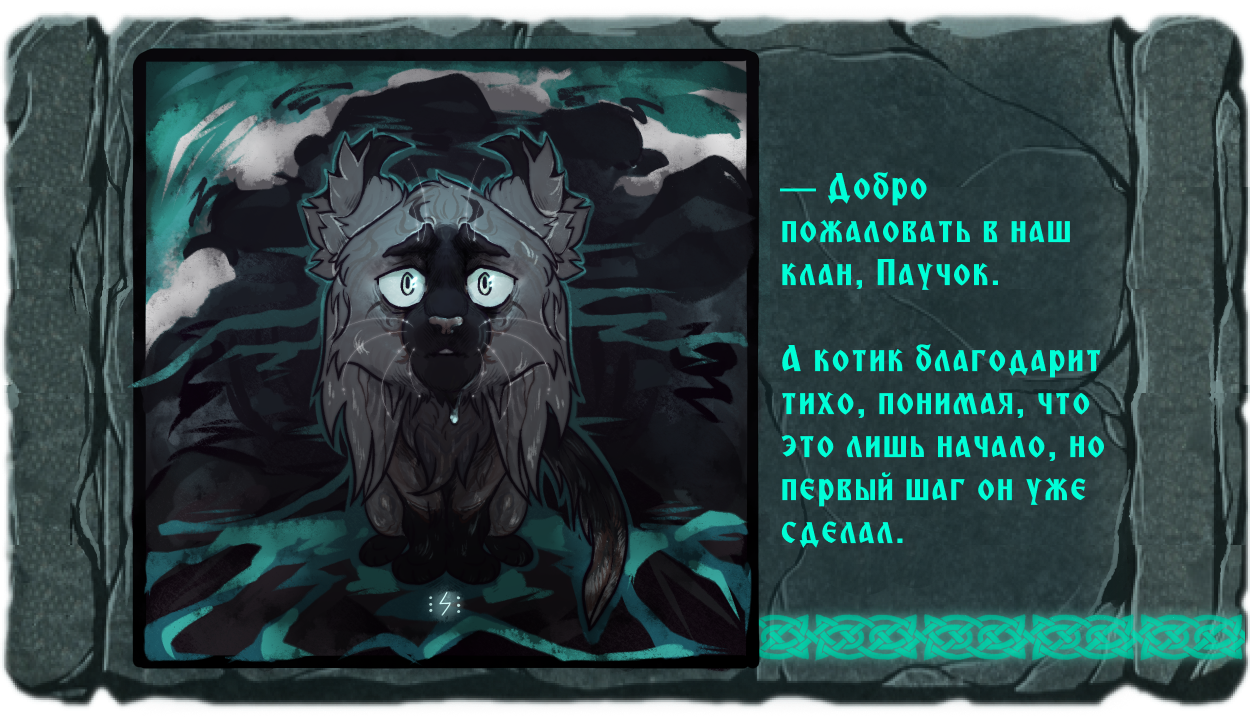 — Добро
пожаловать в наш
клан, Паучок.
А котик благодарит
тихо, понимая, что
это лишь начало, но
первый шаг он уже
сделал.